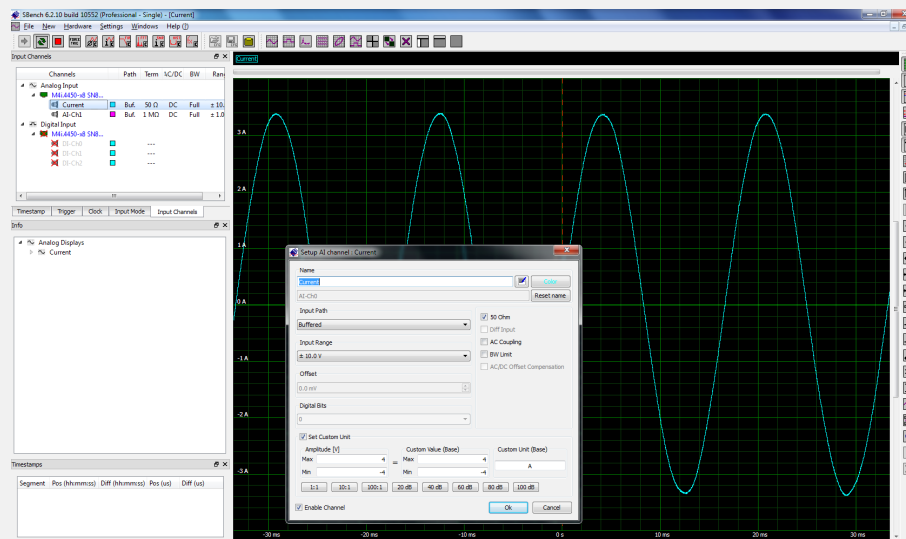 SBench 6.2.10 build 10552 (Professional - Single) - [Current]
File New Hardware Settings Windows Help (!)
Input Channels
Current
Channels Path Term AC/DC BW Ran
Analog Input
M4i.4450-x8 SN8...
Current Buf. 50 Ω DC Full ± 10.
AI-Ch1 Buf. 1 MΩ DC Full ± 1.0
Digital Input
M4i.4450-x8 SN8...
DI-Ch0 ---
DI-Ch1 ---
DI-Ch2 ---
Timestamp Trigger Clock Input Mode Input Channels
Info
Analog Displays
Current
Timestamps
Segment Pos (hh:mm:ss) Diff (hh:mm:ss) Pos (us) Diff (us)
3 A
2 A
1 A
0 A
-1 A
-2 A
-3 A
-30 ms -20 ms -10 ms 0 s 10 ms 20 ms 30 ms
Setup AI channel : Current
Name
Current
Color
AI-Ch0
Reset name
Input Path
Buffered
50 Ohm
Diff Input
Input Range
AC Coupling
± 10.0 V
BW Limit
AC/DC Offset Compensation
Offset
0.0 mV
Digital Bits
0
Set Custom Unit
Amplitude [V] Custom Value (Base) Custom Unit (Base)
Max 4 = Max 4
A
Min -4 Min -4
1:1 10:1 100:1 20 dB 40 dB 60 dB 80 dB 100 dB
Enable Channel Ok Cancel